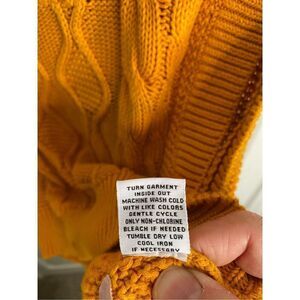 TURN GARMENT
INSIDE OUT
MACHINE WASH COLD
WITH LIKE COLORS
GENTLE CYCLE
ONLY NON-CHLORINE
BLEACH IF NEEDED
TUMBLE DRY LOW
COOL IRON
IF NECESSARY